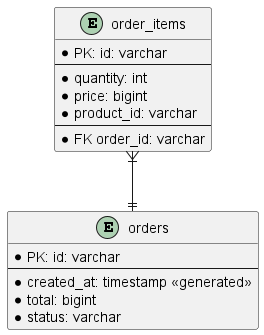 E order_items
PK: id: varchar
quantity: int
price: bigint
product_id: varchar
FK order_id: varchar
E orders
PK: id: varchar
created_at: timestamp «generated»
total: bigint
status: varchar